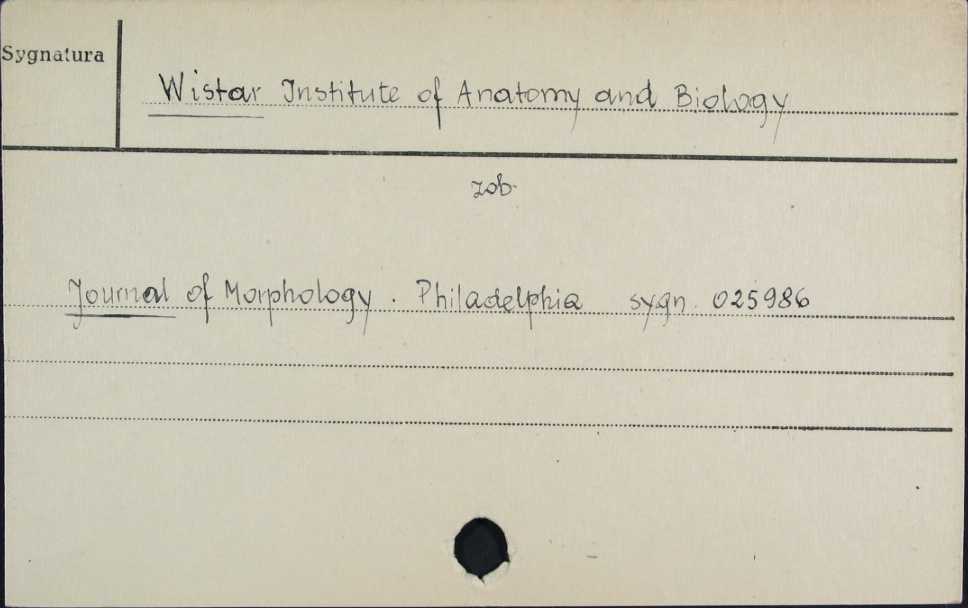 Sygnatura
Wistar Institute of Anatomy and Biology
zob.
Journal of Morphology. Philadelphia sygn. 025986